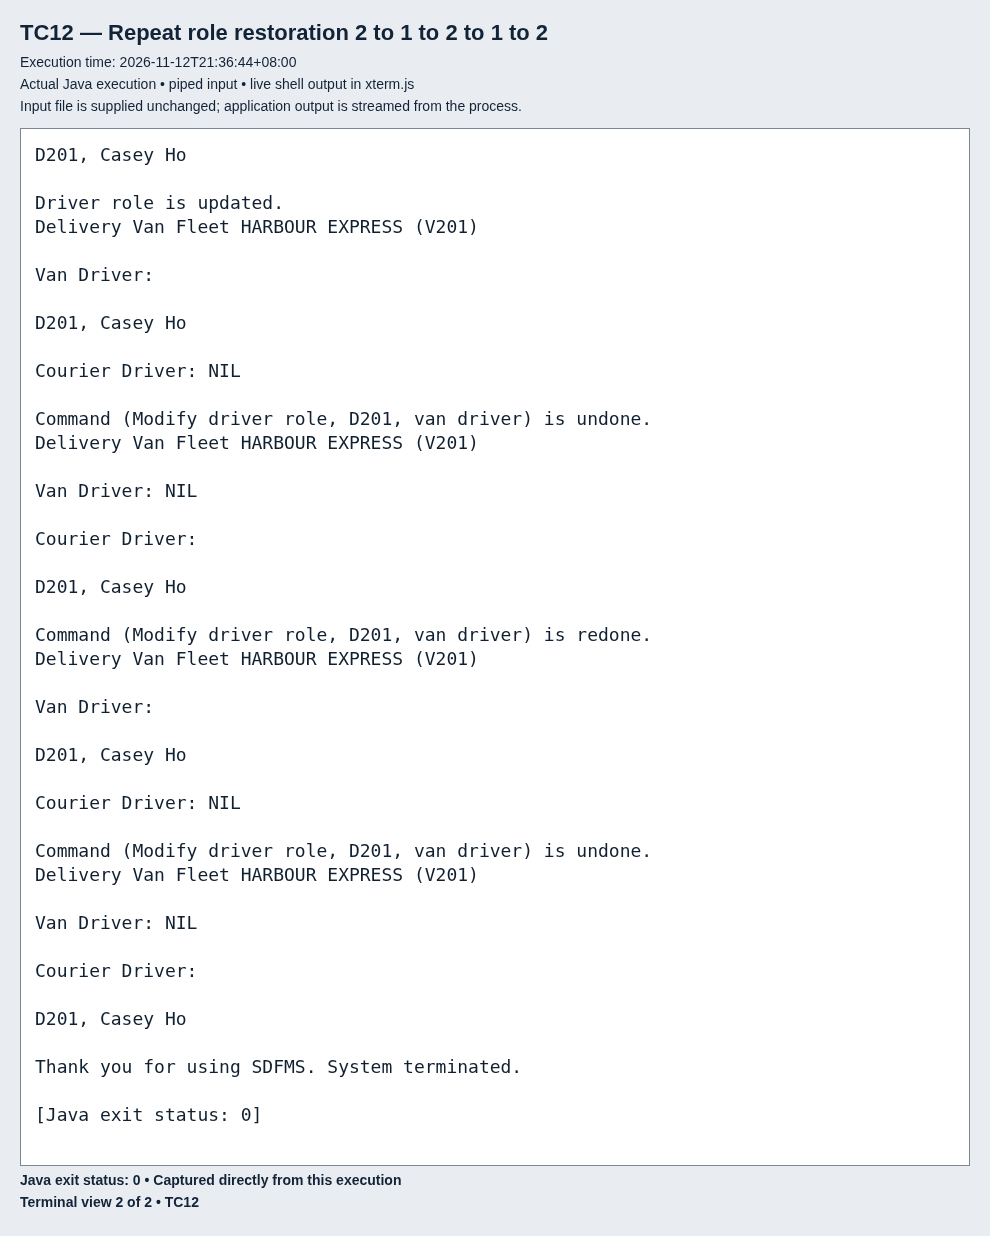 TC12 — Repeat role restoration 2 to 1 to 2 to 1 to 2
Execution time: 2026-11-12T21:36:44+08:00
Actual Java execution • piped input • live shell output in xterm.js
Input file is supplied unchanged; application output is streamed from the process.
D201, Casey Ho
Driver role is updated.
Delivery Van Fleet HARBOUR EXPRESS (V201)
Van Driver:
D201, Casey Ho
Courier Driver: NIL
Command (Modify driver role, D201, van driver) is undone.
Delivery Van Fleet HARBOUR EXPRESS (V201)
Van Driver: NIL
Courier Driver:
D201, Casey Ho
Command (Modify driver role, D201, van driver) is redone.
Delivery Van Fleet HARBOUR EXPRESS (V201)
Van Driver:
D201, Casey Ho
Courier Driver: NIL
Command (Modify driver role, D201, van driver) is undone.
Delivery Van Fleet HARBOUR EXPRESS (V201)
Van Driver: NIL
Courier Driver:
D201, Casey Ho
Thank you for using SDFMS. System terminated.
[Java exit status: 0]
Java exit status: 0 • Captured directly from this execution
Terminal view 2 of 2 • TC12